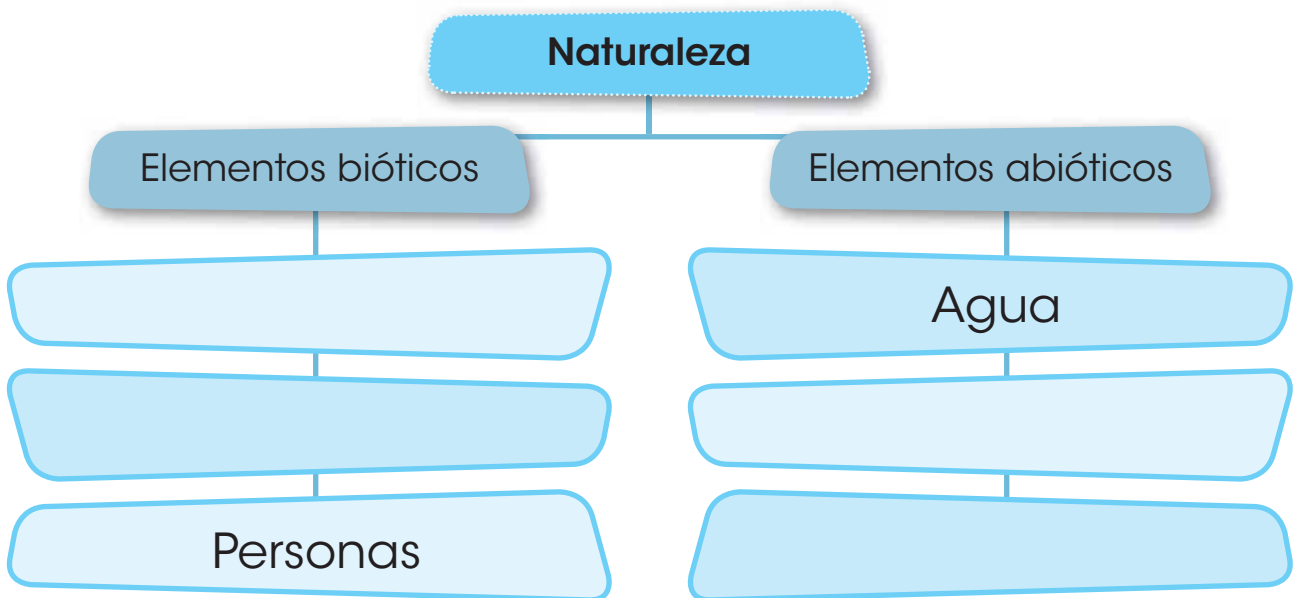 Naturaleza
Elementos bióticos
Elementos abióticos
Agua
Personas